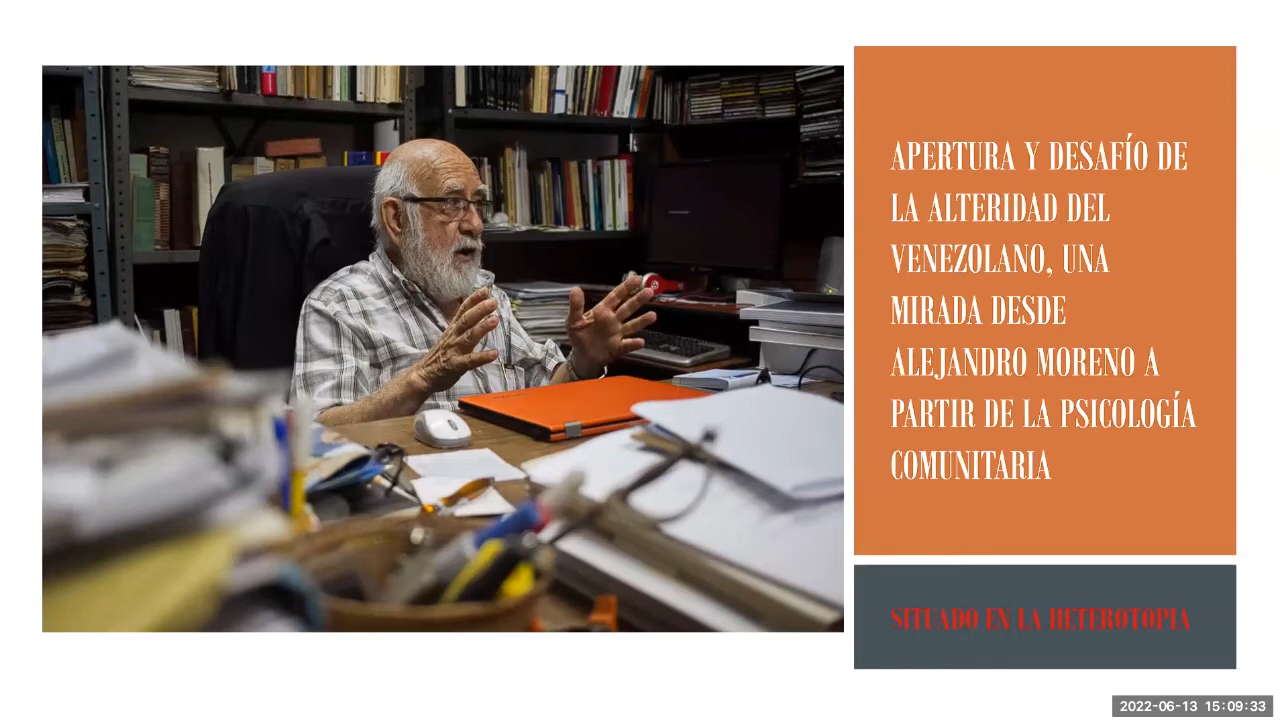 APERTURA Y DESAFÍO DE
LA ALTERIDAD DEL
VENEZOLANO, UNA
MIRADA DESDE
ALEJANDRO MORENO A
PARTIR DE LA PSICOLOGÍA
COMUNITARIA
SITUADO EN LA HETEROTOPIA
2022-06-13 15:09:33